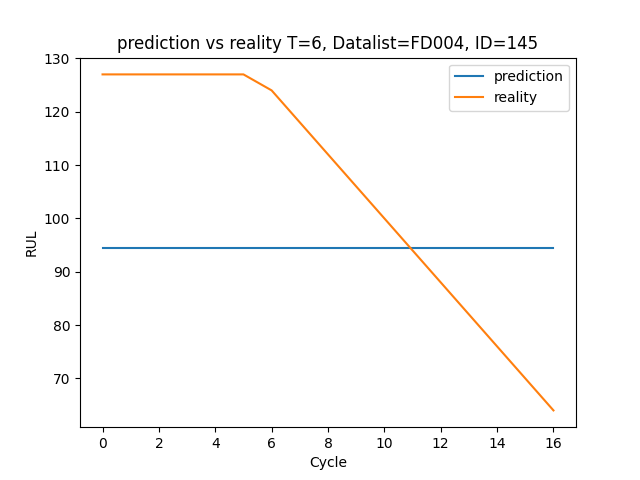 prediction vs reality T=6, Datalist=FD004, ID=145
130
120
110
100
90
80
70
RUL
prediction
reality
0 2 4 6 8 10 12 14 16
Cycle